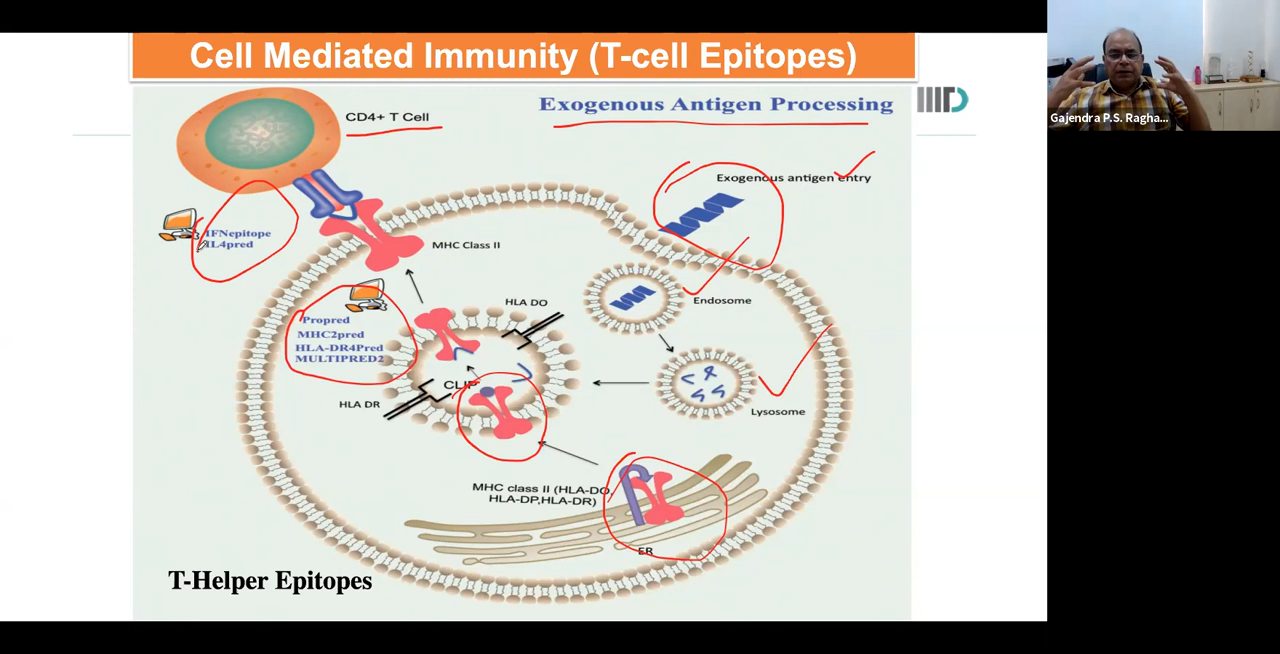 Cell Mediated Immunity (T-cell Epitopes)
Exogenous Antigen Processing
IIITD
CD4+ T Cell
Exogenous antigen entry
IFNepitope
IL4pred
MHC Class II
Endosome
HLA DO
Propred
MHC2pred
HLA-DR4Pred
MULTIPRED2
CLIP
HLA DR
Lysosome
MHC class II (HLA-DO,
HLA-DP,HLA-DR)
ER
T-Helper Epitopes
Gajendra P.S. Ragha...